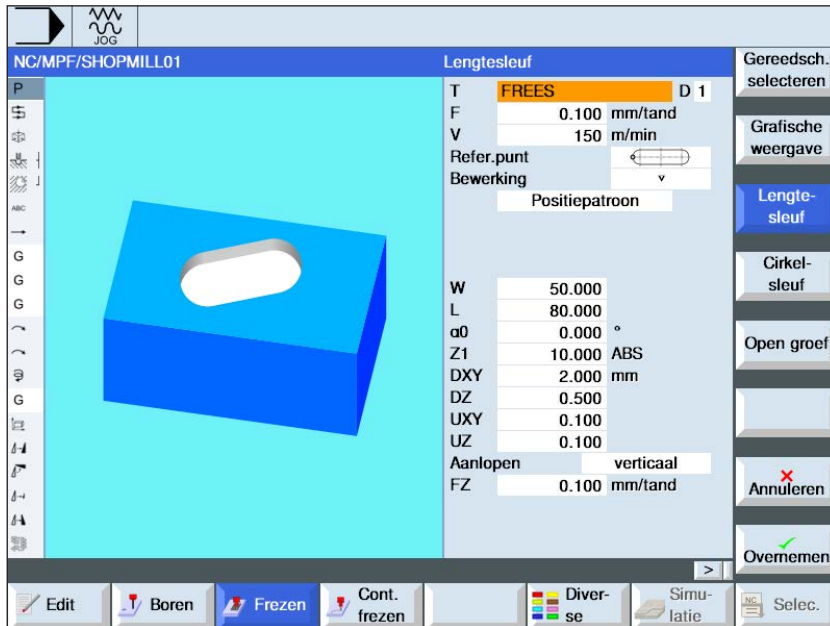 JOG
NC/MPF/SHOPMILL01
Lengtesleuf
P
ABC
G
G
G
G
T FREES D 1
F 0.100 mm/tand
V 150 m/min
Refer.punt
Bewerking ▿
Positiepatroon
W 50.000
L 80.000
α0 0.000 °
Z1 10.000 ABS
DXY 2.000 mm
DZ 0.500
UXY 0.100
UZ 0.100
Aanlopen verticaal
FZ 0.100 mm/tand
>
Gereedsch.
selecteren
Grafische
weergave
Lengte-
sleuf
Cirkel-
sleuf
Open groef
Annuleren
Overnemen
Edit
Boren
Frezen
Cont.
frezen
Diver-
se
Simu-
latie
NC
Selec.